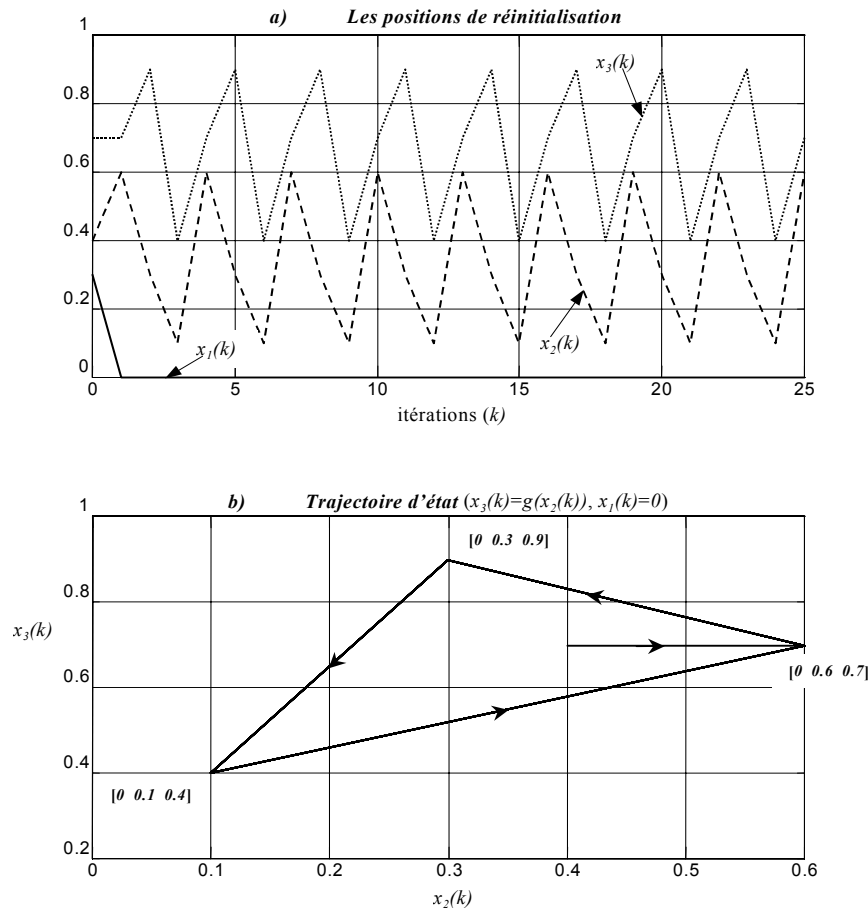 a) Les positions de réinitialisation
1
0.8
0.6
0.4
0.2
0
x3(k)
x1(k)
x2(k)
0 5 10 15 20 25
itérations (k)
b) Trajectoire d'état (x3(k)=g(x2(k)), x1(k)=0)
1
0.8
0.6
0.4
0.2
x3(k)
[0 0.3 0.9]
[0 0.6 0.7]
[0 0.1 0.4]
0 0.1 0.2 0.3 0.4 0.5 0.6
x2(k)